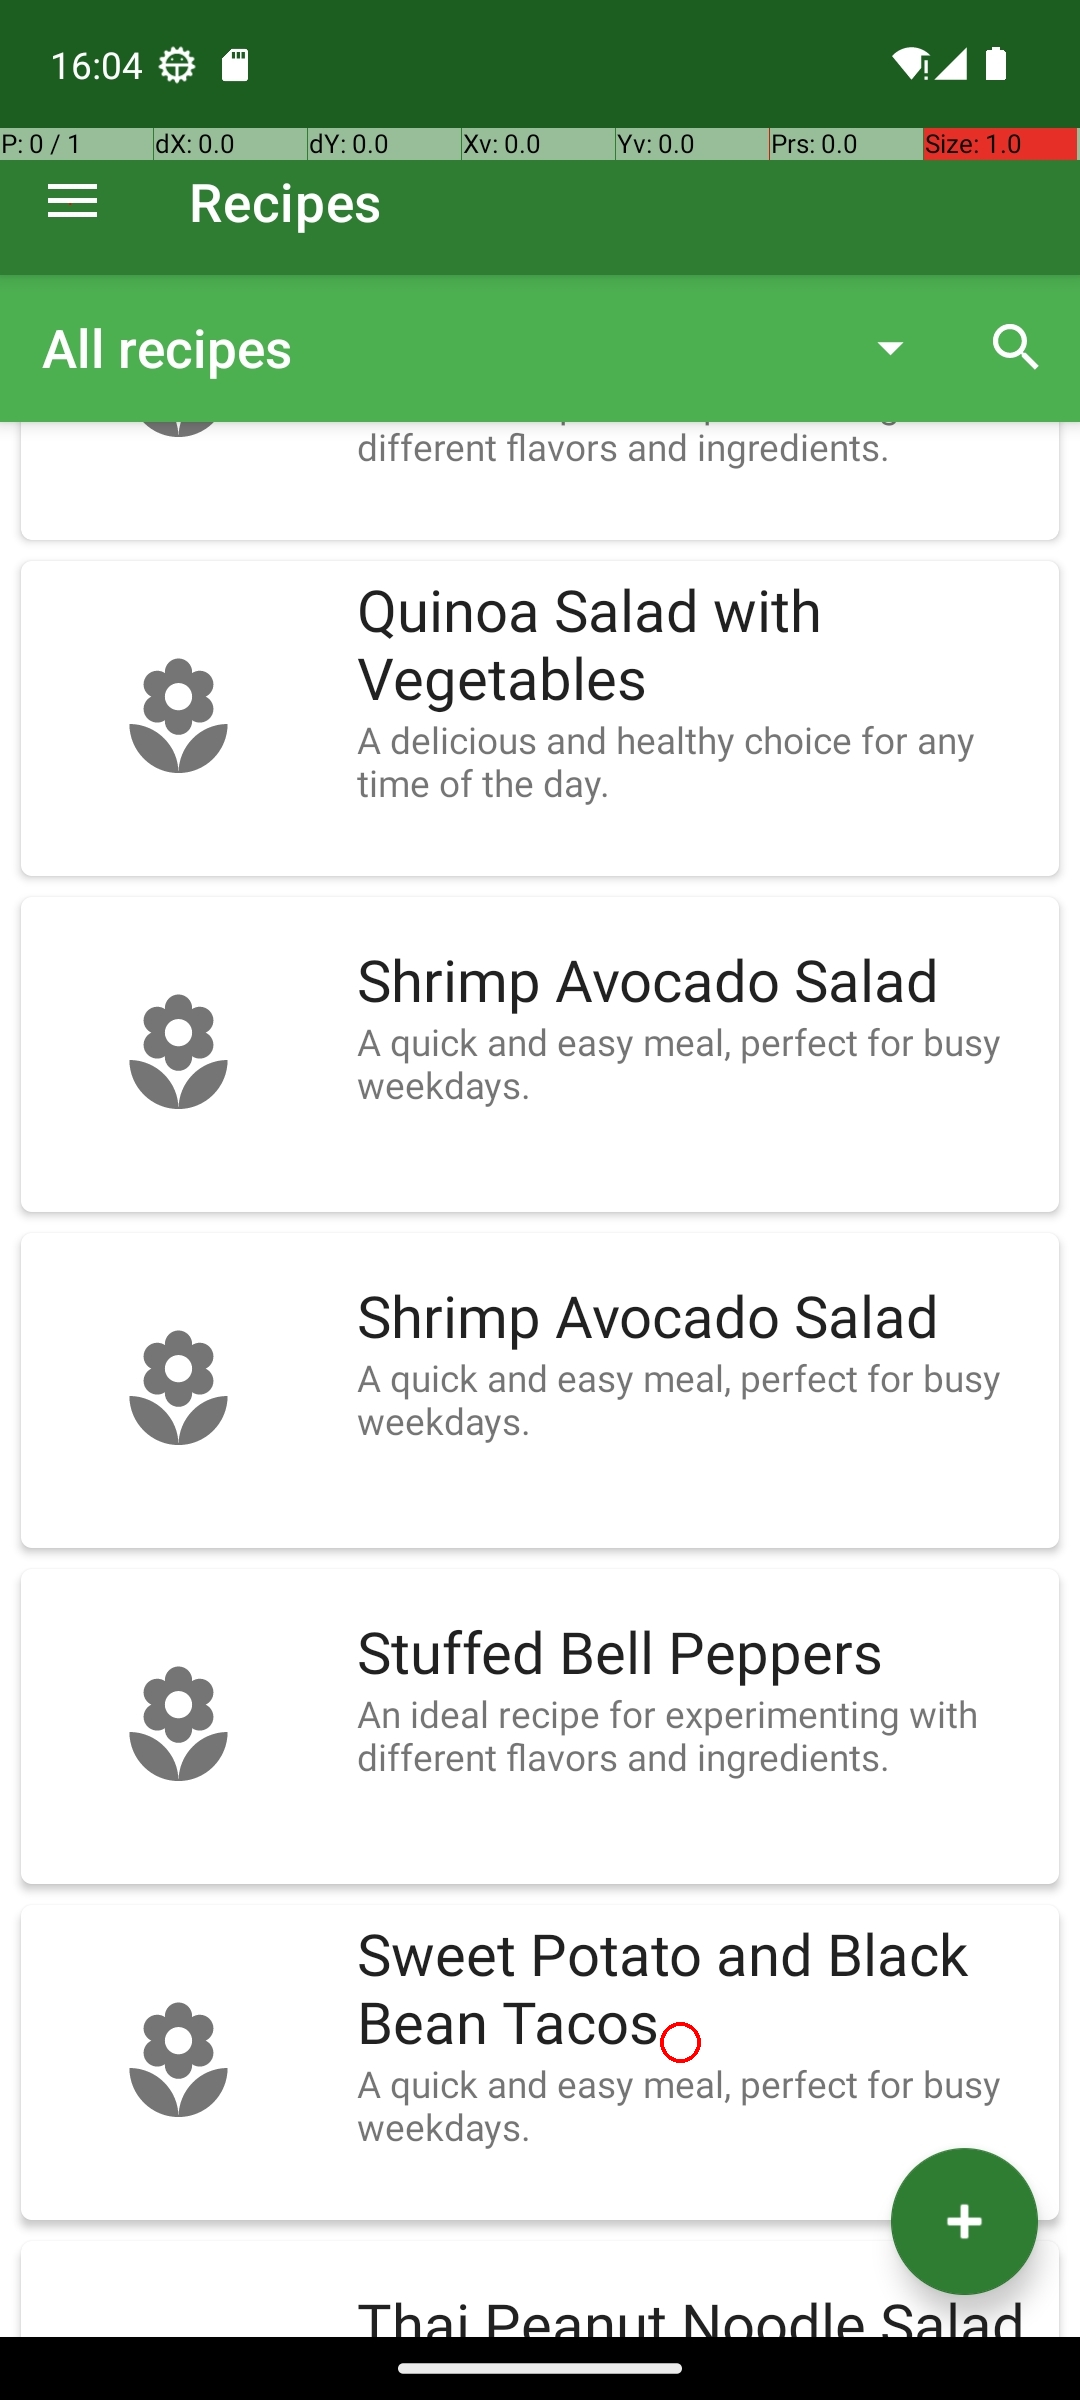 16:04
P: 0 / 1 dX: 0.0 dY: 0.0 Xv: 0.0 Yv: 0.0 Prs: 0.0 Size: 1.0
Recipes
All recipes
different flavors and ingredients.
Quinoa Salad with
Vegetables
A delicious and healthy choice for any
time of the day.
Shrimp Avocado Salad
A quick and easy meal, perfect for busy
weekdays.
Shrimp Avocado Salad
A quick and easy meal, perfect for busy
weekdays.
Stuffed Bell Peppers
An ideal recipe for experimenting with
different flavors and ingredients.
Sweet Potato and Black
Bean Tacos
A quick and easy meal, perfect for busy
weekdays.
Thai Peanut Noodle Salad